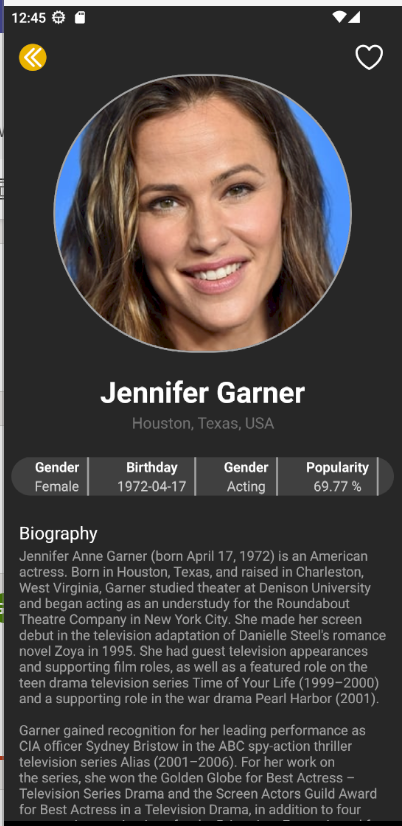 12:45
Jennifer Garner
Houston, Texas, USA
Gender Birthday Gender Popularity
Female 1972-04-17 Acting 69.77 %
Biography
Jennifer Anne Garner (born April 17, 1972) is an American
actress. Born in Houston, Texas, and raised in Charleston,
West Virginia, Garner studied theater at Denison University
and began acting as an understudy for the Roundabout
Theatre Company in New York City. She made her screen
debut in the television adaptation of Danielle Steel's romance
novel Zoya in 1995. She had guest television appearances
and supporting film roles, as well as a featured role on the
teen drama television series Time of Your Life (1999–2000)
and a supporting role in the war drama Pearl Harbor (2001).
Garner gained recognition for her leading performance as
CIA officer Sydney Bristow in the ABC spy-action thriller
television series Alias (2001–2006). For her work on
the series, she won the Golden Globe for Best Actress –
Television Series Drama and the Screen Actors Guild Award
for Best Actress in a Television Drama, in addition to four